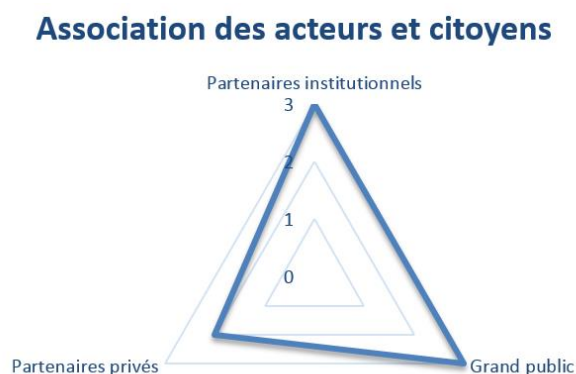 Association des acteurs et citoyens
Partenaires institutionnels
3
2
1
0
Partenaires privés
Grand public